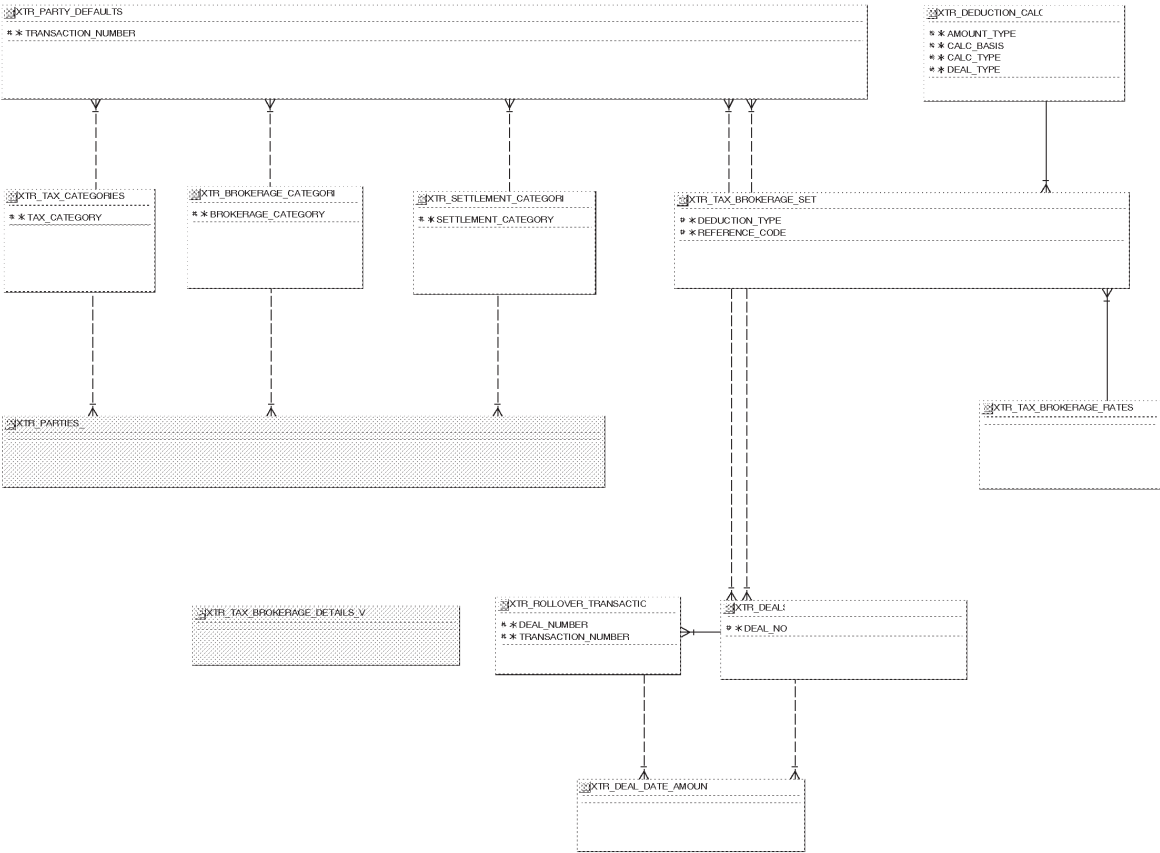 XTR_PARTY_DEFAULTS
# * TRANSACTION_NUMBER
XTR_DEDUCTION_CALC
# * AMOUNT_TYPE
# * CALC_BASIS
# * CALC_TYPE
# * DEAL_TYPE
XTR_TAX_CATEGORIES
# * TAX_CATEGORY
XTR_BROKERAGE_CATEGORI
# * BROKERAGE_CATEGORY
XTR_SETTLEMENT_CATEGORI
# * SETTLEMENT_CATEGORY
XTR_TAX_BROKERAGE_SET
# * DEDUCTION_TYPE
# * REFERENCE_CODE
XTR_PARTIES_
XTR_TAX_BROKERAGE_RATES
XTR_TAX_BROKERAGE_DETAILS_V
XTR_ROLLOVER_TRANSACTIC
# * DEAL_NUMBER
# * TRANSACTION_NUMBER
XTR_DEALS
# * DEAL_NO
XTR_DEAL_DATE_AMOUN